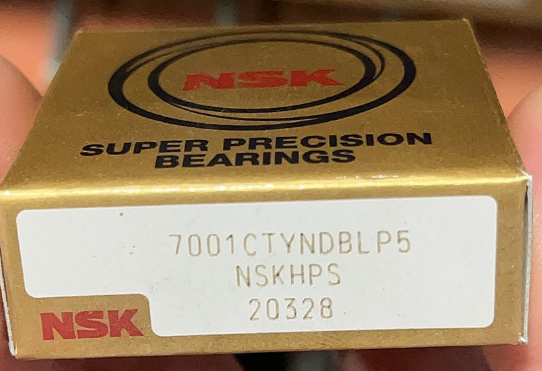 NSK
SUPER PRECISION
BEARINGS
7001CTYNDBLP5
NSKHPS
20328
NSK